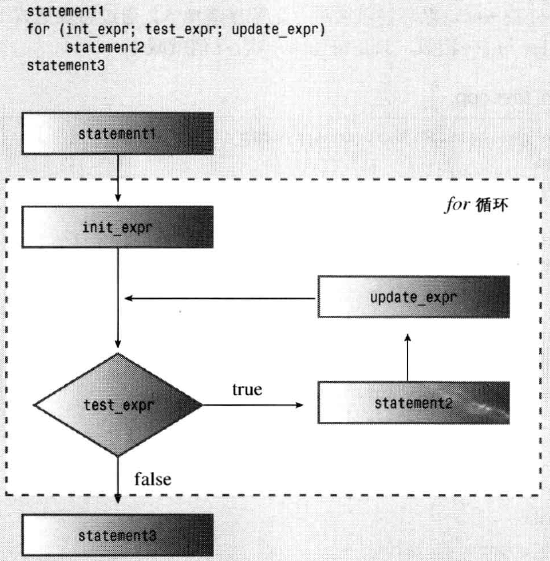 statement1
for (int_expr; test_expr; update_expr)
statement2
statement3
statement1
for 循环
init_expr
update_expr
test_expr
true
statement2
false
statement3